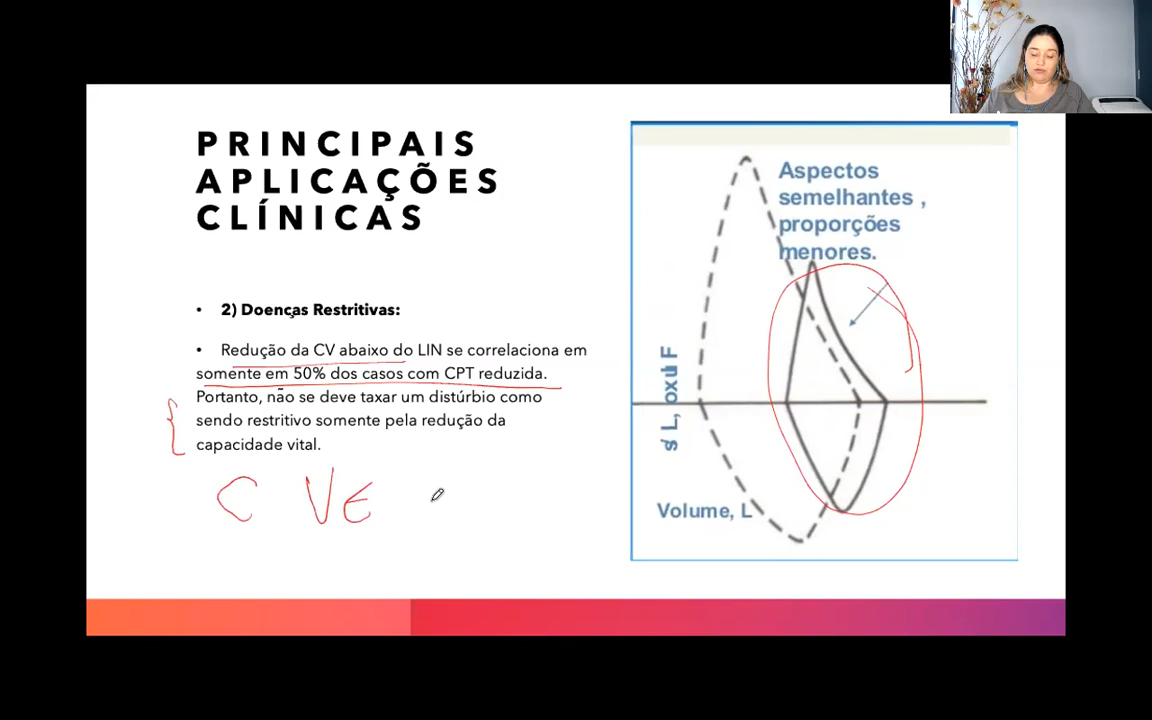 PRINCIPAIS
APLICAÇÕES
CLÍNICAS
• 2) Doenças Restritivas:
• Redução da CV abaixo do LIN se correlaciona em
somente em 50% dos casos com CPT reduzida.
Portanto, não se deve taxar um distúrbio como
sendo restritivo somente pela redução da
capacidade vital.
C VE
Aspectos
semelhantes ,
proporções
menores.
Volume, L